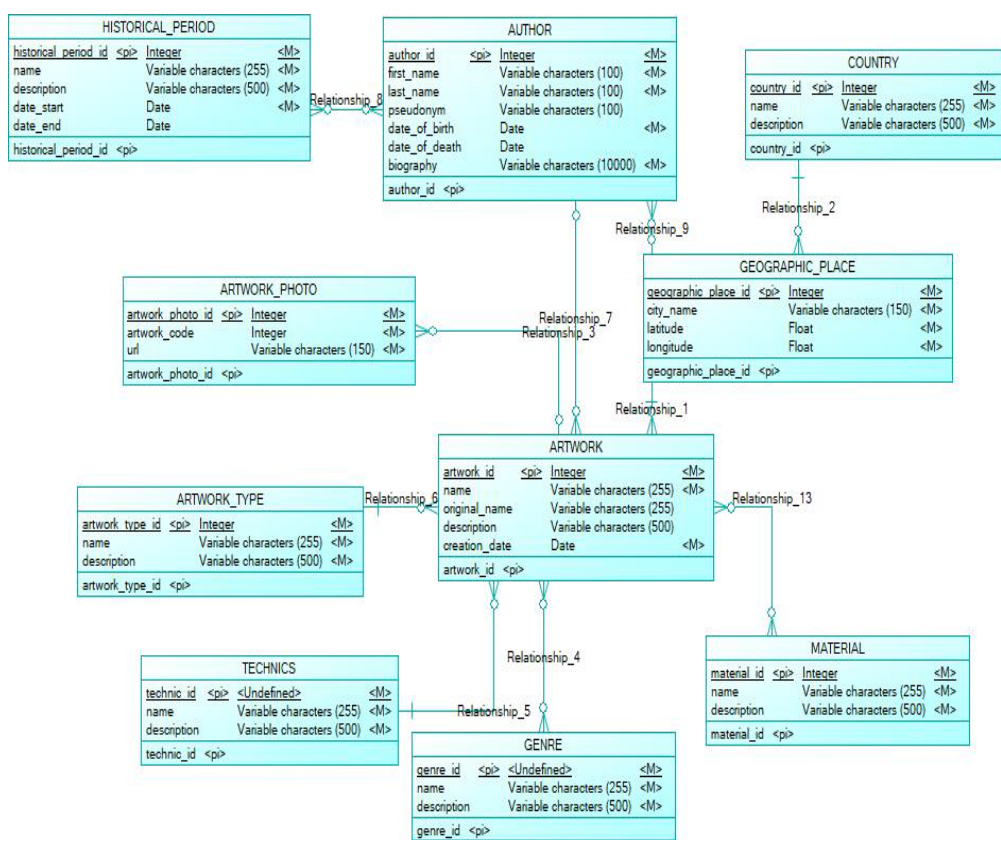 HISTORICAL_PERIOD
historical_period_id <pi> Integer <M>
name Variable characters (255) <M>
description Variable characters (500) <M>
date_start Date <M>
date_end Date
historical_period_id <pi>
Relationship_8
AUTHOR
author_id <pi> Integer <M>
first_name Variable characters (100) <M>
last_name Variable characters (100) <M>
pseudonym Variable characters (100)
date_of_birth Date <M>
date_of_death Date
biography Variable characters (10000) <M>
author_id <pi>
COUNTRY
country_id <pi> Integer <M>
name Variable characters (255) <M>
description Variable characters (500) <M>
country_id <pi>
Relationship_2
Relationship_9
GEOGRAPHIC_PLACE
geographic_place_id <pi> Integer <M>
city_name Variable characters (150) <M>
latitude Float <M>
longitude Float <M>
geographic_place_id <pi>
ARTWORK_PHOTO
artwork_photo_id <pi> Integer <M>
artwork_code Integer <M>
url Variable characters (150) <M>
artwork_photo_id <pi>
Relationship_7
Relationship_3
Relationship_1
ARTWORK
artwork_id <pi> Integer <M>
name Variable characters (255) <M>
original_name Variable characters (255)
description Variable characters (500)
creation_date Date <M>
artwork_id <pi>
Relationship_6
Relationship_13
ARTWORK_TYPE
artwork_type_id <pi> Integer <M>
name Variable characters (255) <M>
description Variable characters (500) <M>
artwork_type_id <pi>
TECHNICS
technic_id <pi> <Undefined> <M>
name Variable characters (255) <M>
description Variable characters (500) <M>
technic_id <pi>
Relationship_4
Relationship_5
MATERIAL
material_id <pi> Integer <M>
name Variable characters (255) <M>
description Variable characters (500) <M>
material_id <pi>
GENRE
genre_id <pi> <Undefined> <M>
name Variable characters (255) <M>
description Variable characters (500) <M>
genre_id <pi>